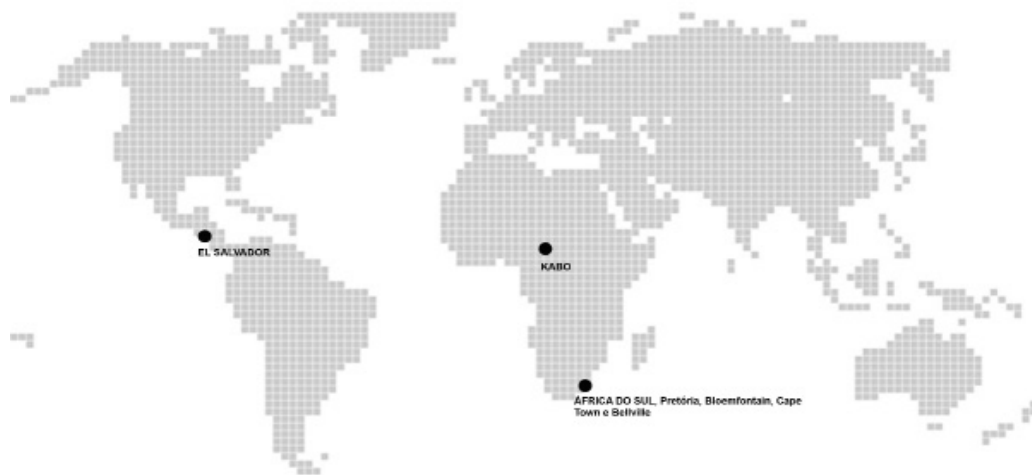 EL SALVADOR
KABO
ÁFRICA DO SUL, Pretória, Bloemfontain, Cape
Town e Bellville